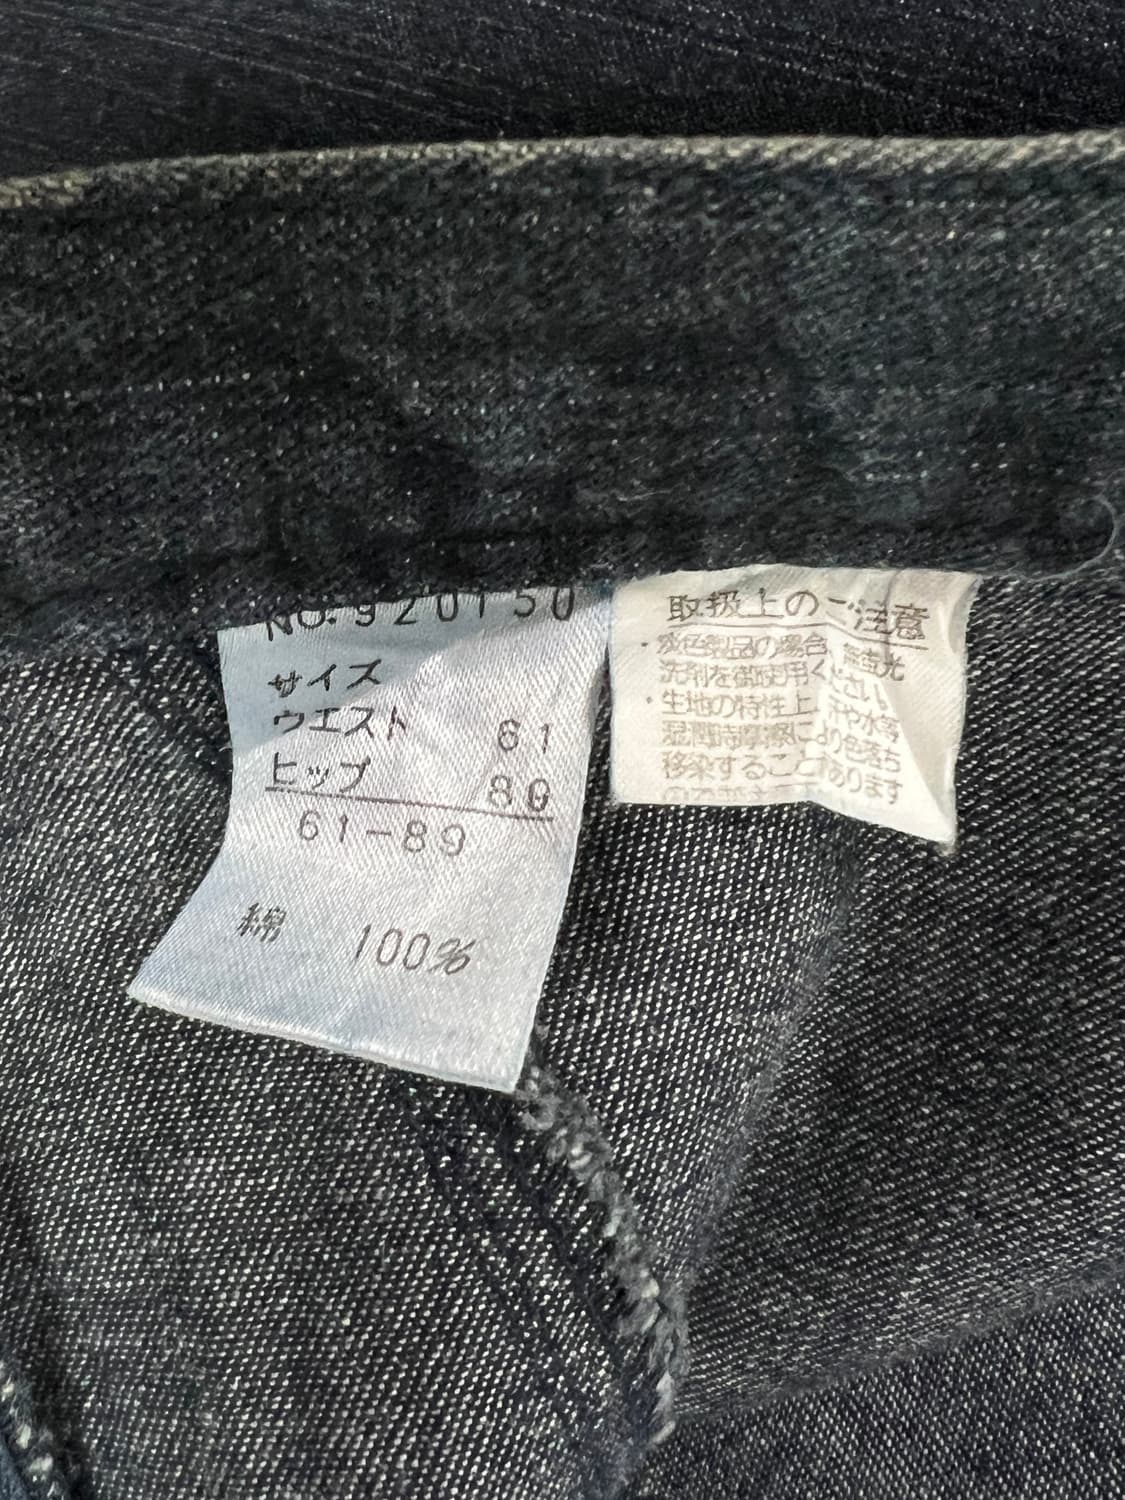 NO.920150
サイズ
ウエスト 61
ヒップ 89
61-89
綿 100%
取扱上のご注意
・淡色製品の場合、無蛍光
洗剤を御使用ください。
・生地の特性上、汗や水等
湿潤時摩擦により色落ち
移染することがあります